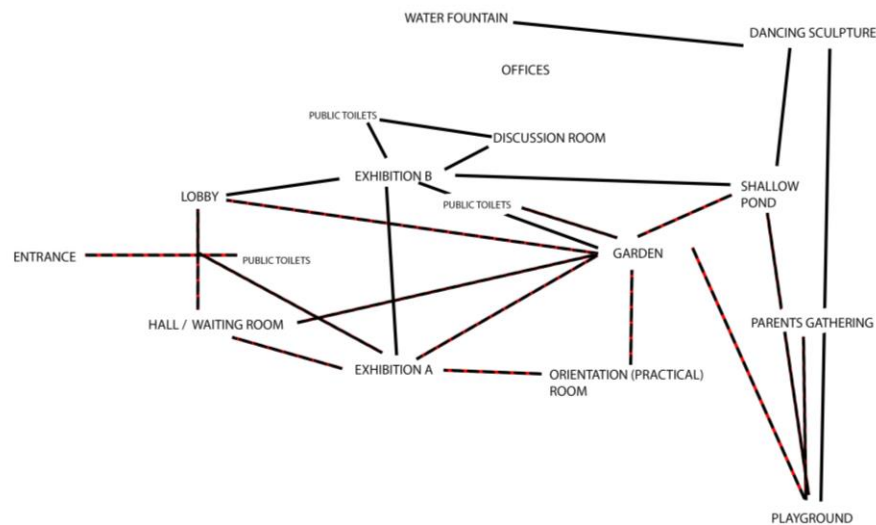 WATER FOUNTAIN
DANCING SCULPTURE
OFFICES
PUBLIC TOILETS
DISCUSSION ROOM
EXHIBITION B
SHALLOW
POND
LOBBY
PUBLIC TOILETS
ENTRANCE
PUBLIC TOILETS
GARDEN
HALL / WAITING ROOM
PARENTS GATHERING
EXHIBITION A
ORIENTATION (PRACTICAL)
ROOM
PLAYGROUND